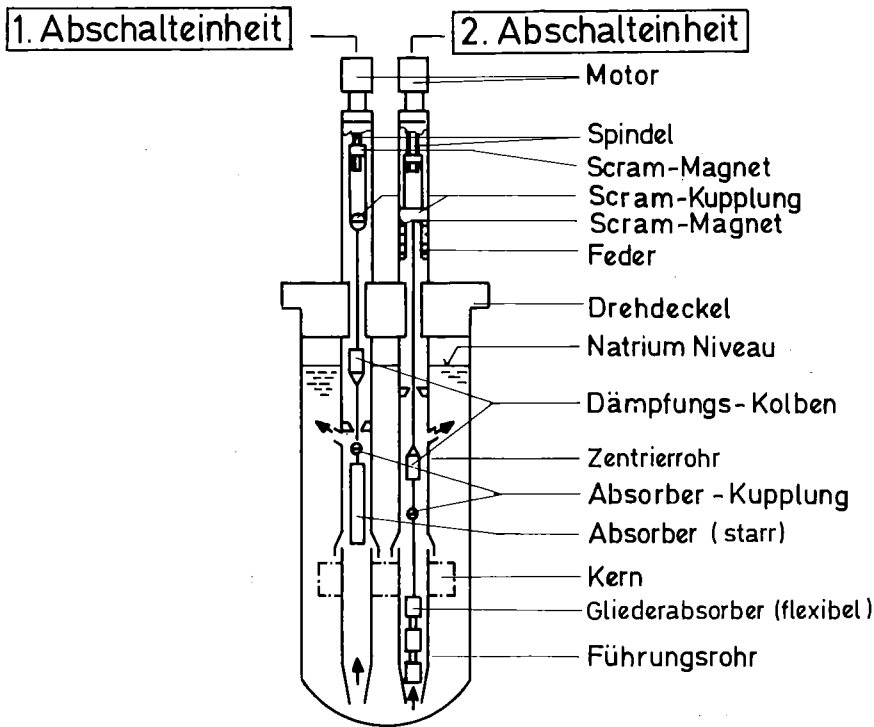 1. Abschalteinheit
2. Abschalteinheit
Motor
Spindel
Scram-Magnet
Scram-Kupplung
Scram-Magnet
Feder
Drehdeckel
Natrium Niveau
Dämpfungs-Kolben
Zentrierrohr
Absorber-Kupplung
Absorber (starr)
Kern
Gliederabsorber (flexibel)
Führungsrohr